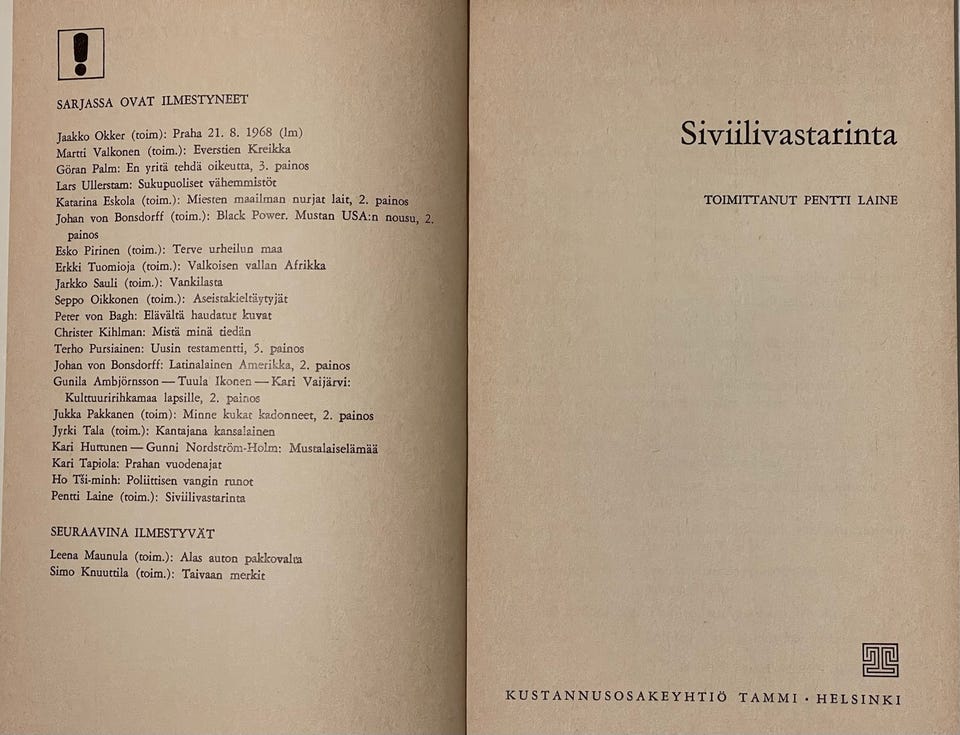 !
SARJASSA OVAT ILMESTYNEET
Jaakko Okker (toim): Praha 21. 8. 1968 (lm)
Martti Valkonen (toim.): Everstien Kreikka
Göran Palm: En yritä tehdä oikeutta, 3. painos
Lars Ullerstam: Sukupuoliset vähemmistöt
Katarina Eskola (toim.): Miesten maailman nurjat lait, 2. painos
Johan von Bonsdorff (toim.): Black Power. Mustan USA:n nousu, 2.
painos
Esko Pirinen (toim.): Terve urheilun maa
Erkki Tuomioja (toim.): Valkoisen vallan Afrikka
Jarkko Sauli (toim.): Vankilasta
Seppo Oikkonen (toim.): Aseistakieltäytyjät
Peter von Bagh: Elävältä haudatut kuvat
Christer Kihlman: Mistä minä tiedän
Terho Pursiainen: Uusin testamentti, 5. painos
Johan von Bonsdorff: Latinalainen Amerikka, 2. painos
Gunila Ambjörnsson — Tuula Ikonen — Kari Vaijärvi:
Kulttuuririhkamaa lapsille, 2. painos
Jukka Pakkanen (toim): Minne kukat kadonneet, 2. painos
Jyrki Tala (toim.): Kantajana kansalainen
Kari Huttunen — Gunni Nordström-Holm: Mustalaiselämää
Kari Tapiola: Prahan vuodenajat
Ho Tši-minh: Poliittisen vangin runot
Pentti Laine (toim.): Siviilivastarinta
SEURAAVINA ILMESTYVÄT
Leena Maunula (toim.): Alas auton pakkovalta
Simo Knuuttila (toim.): Taivaan merkit
Siviilivastarinta
TOIMITTANUT PENTTI LAINE
KUSTANNUSOSAKEYHTIÖ TAMMI · HELSINKI